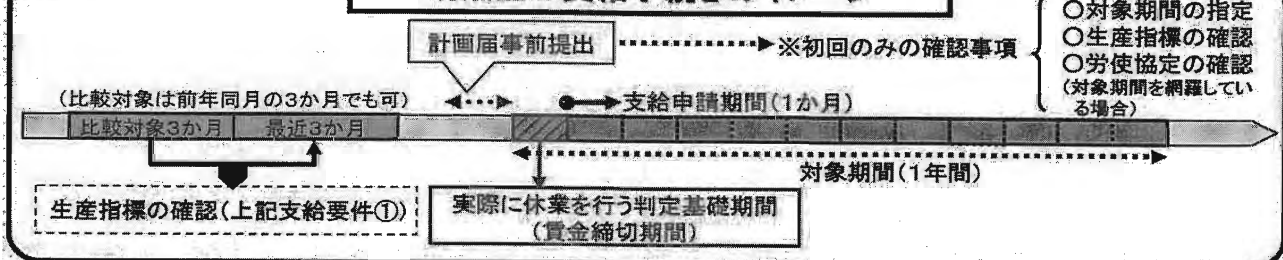 計画届事前提出
※初回のみの確認事項
○対象期間の指定
○生産指標の確認
○労使協定の確認
(対象期間を網羅してい
る場合)
(比較対象は前年同月の3か月でも可)
支給申請期間(1か月)
比較対象3か月
最近3か月
対象期間(1年間)
生産指標の確認(上記支給要件①)
実際に休業を行う判定基礎期間
(賃金締切期間)